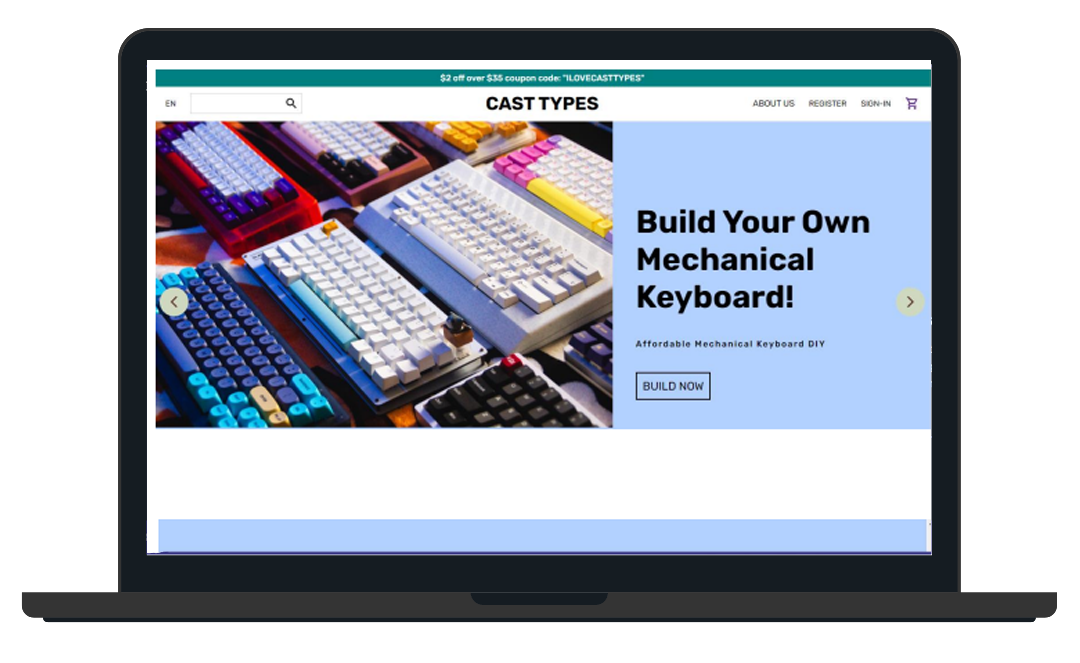 $2 off over $35 coupon code: "ILOVECASTTYPES"
EN
CAST TYPES
ABOUT US REGISTER SIGN-IN
Build Your Own
Mechanical
Keyboard!
Affordable Mechanical Keyboard DIY
BUILD NOW